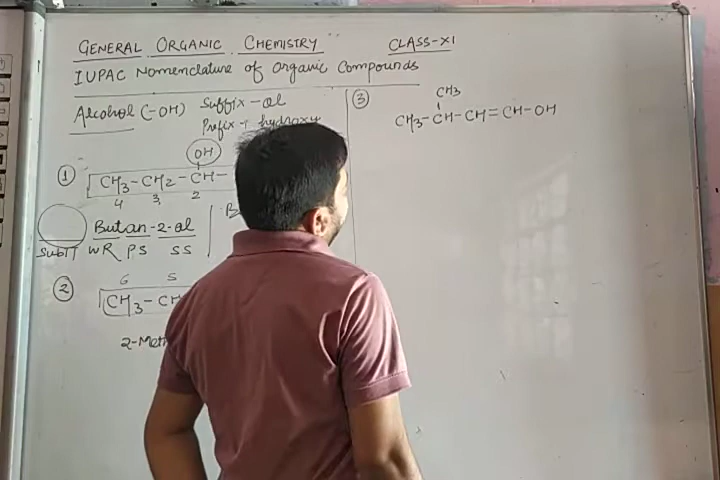 GENERAL ORGANIC CHEMISTRY CLASS-XI
IUPAC Nomenclature of Organic Compounds
Alcohol (-OH) Suffix - ol
Prefix - hydroxy
① OH
CH3-CH2-CH-
4 3 2
Butan-2-ol
SubIT WR PS SS
② 6 5
CH3-CH
2-Meth
③ CH3
CH3-CH-CH=CH-OH